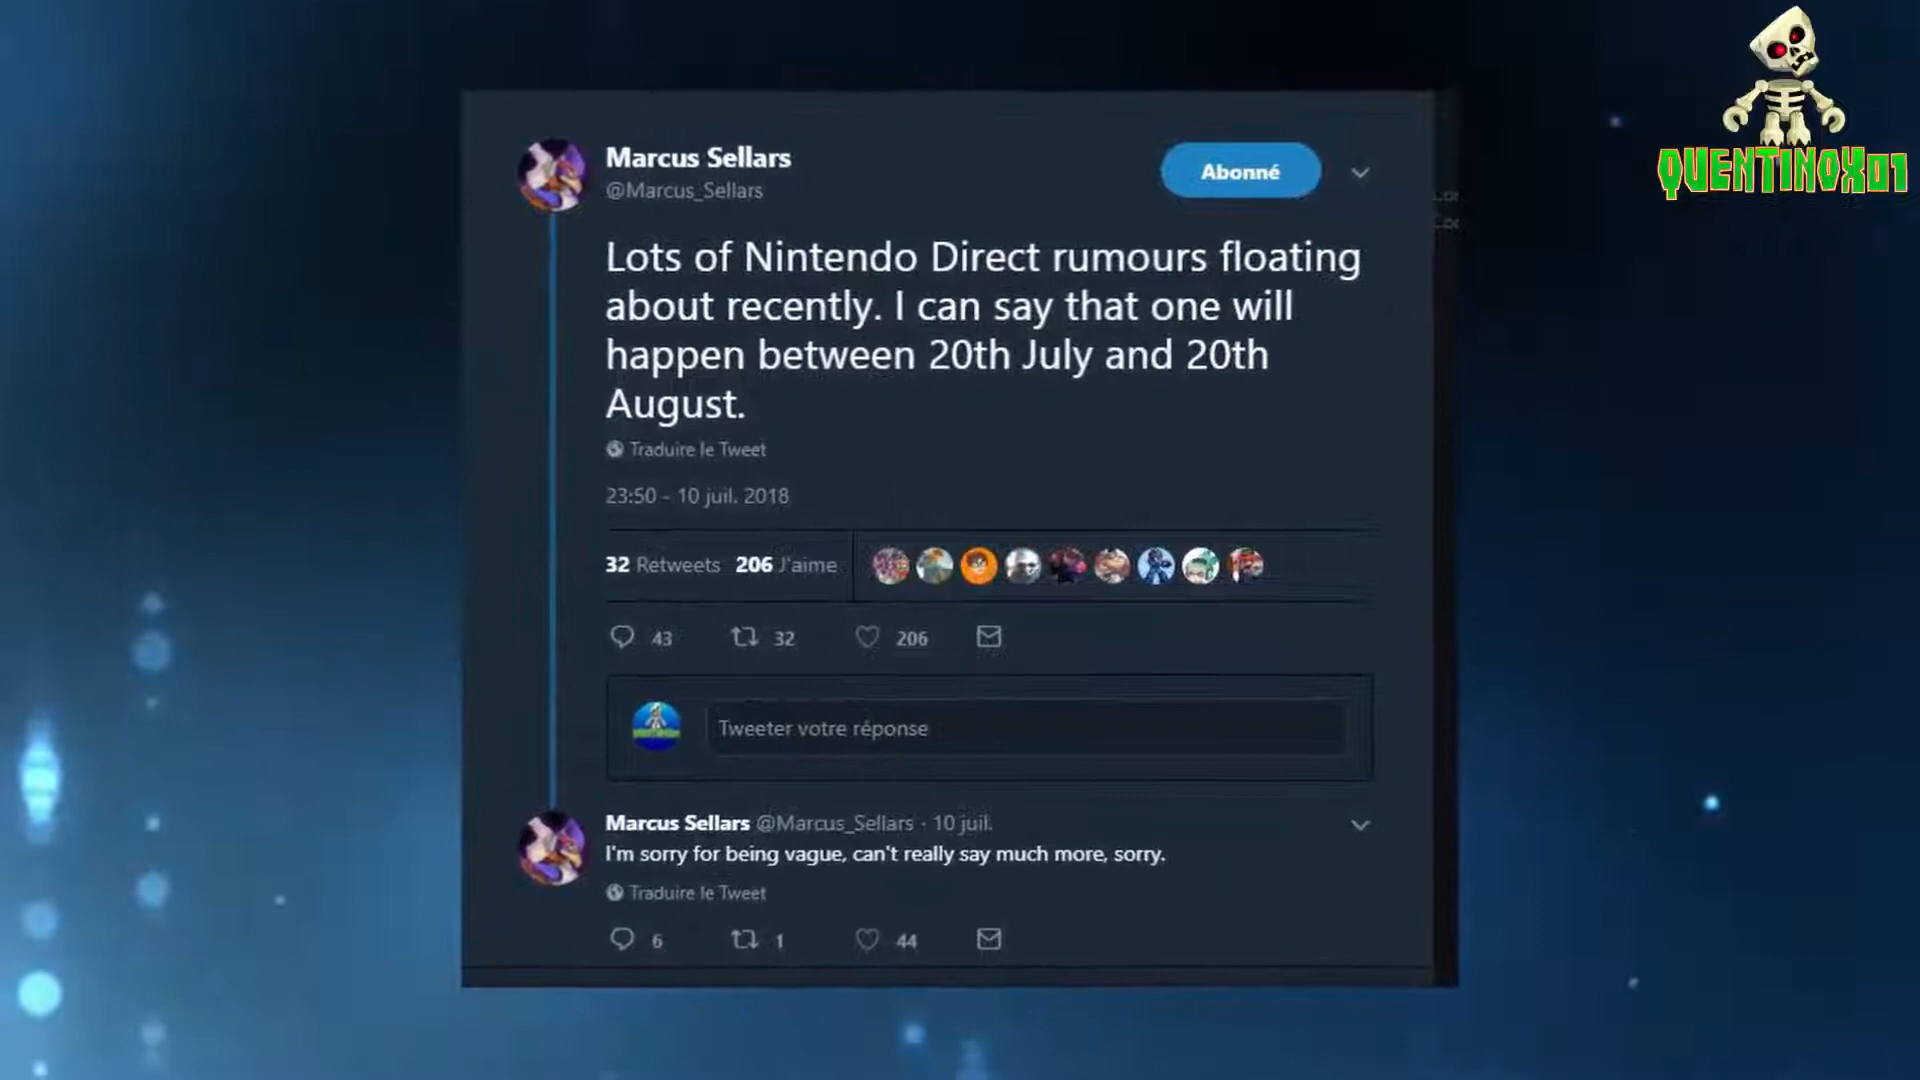 QUENTINOX01
Marcus Sellars
@Marcus_Sellars
Abonné
Lots of Nintendo Direct rumours floating
about recently. I can say that one will
happen between 20th July and 20th
August.
Traduire le Tweet
23:50 - 10 juil. 2018
32 Retweets 206 J'aime
43 32 206
Tweeter votre réponse
Marcus Sellars @Marcus_Sellars · 10 juil.
I'm sorry for being vague, can't really say much more, sorry.
Traduire le Tweet
6 1 44